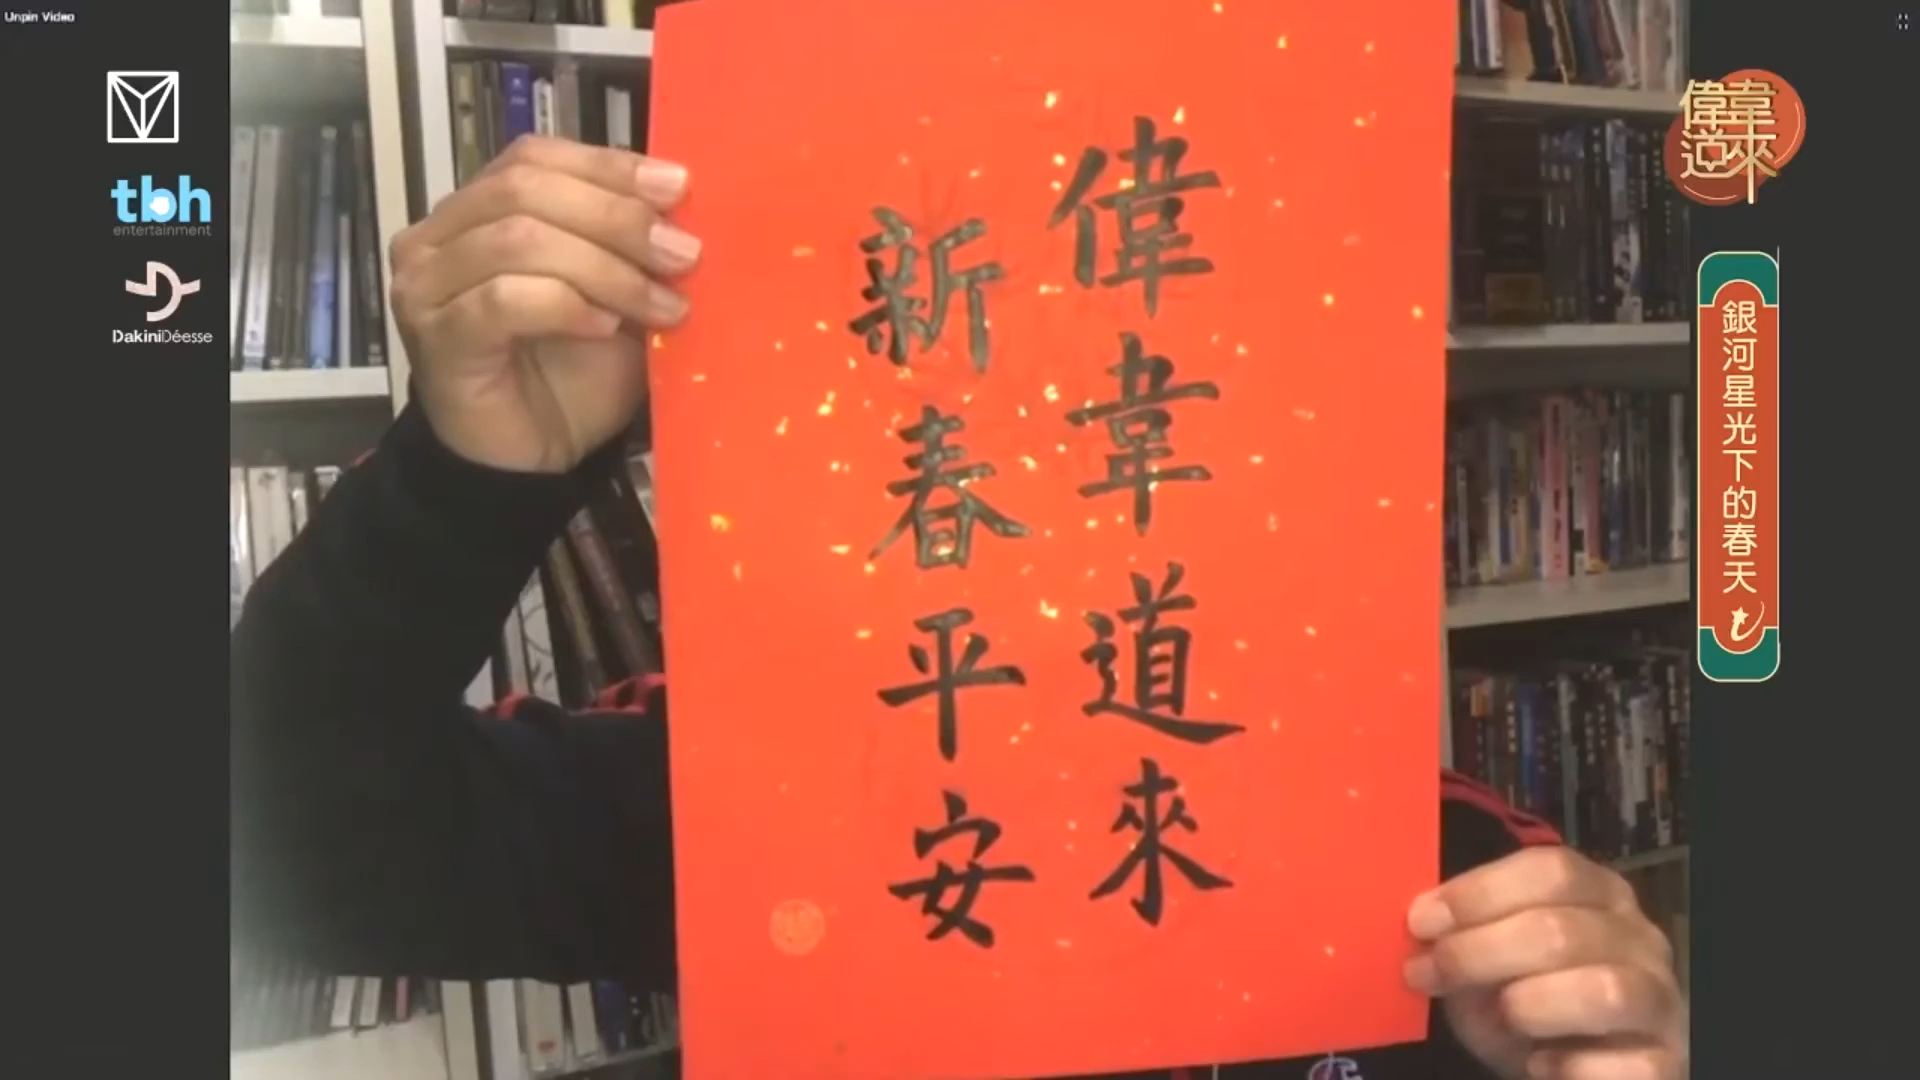 Unpin Video
tbh
entertainment
DakiniDéesse
偉韋道來
新春平安
偉韋道來
銀河星光下的春天